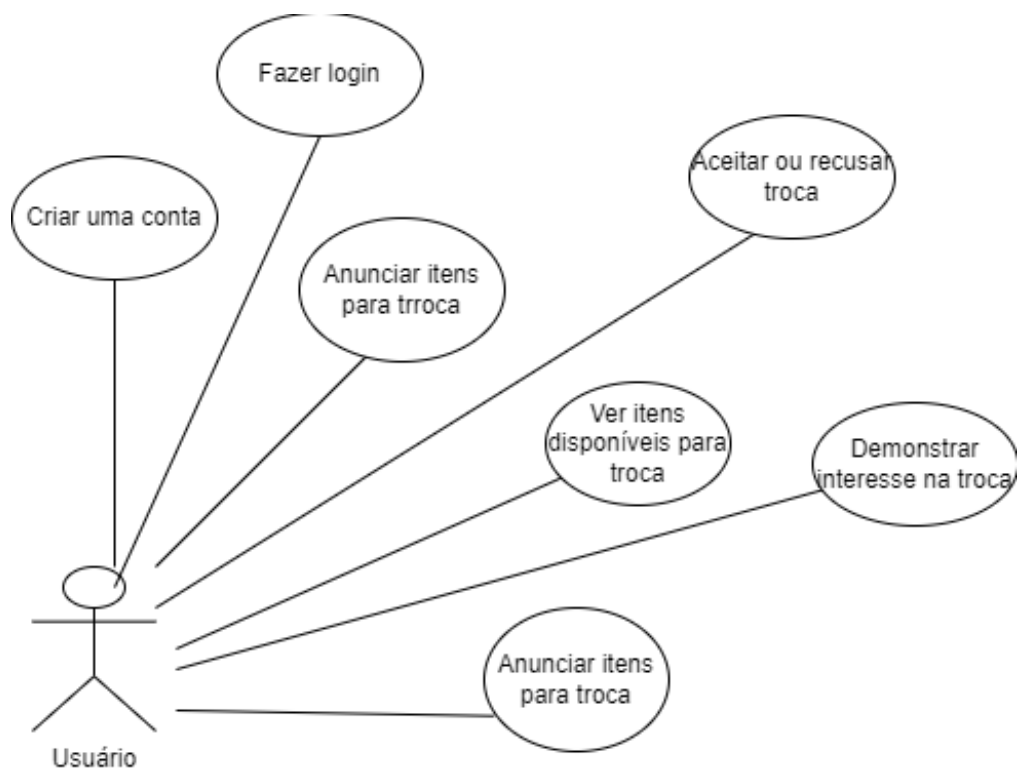 Fazer login
Criar uma conta
Aceitar ou recusar
troca
Anunciar itens
para trroca
Ver itens
disponíveis para
troca
Demonstrar
interesse na troca
Anunciar itens
para troca
Usuário